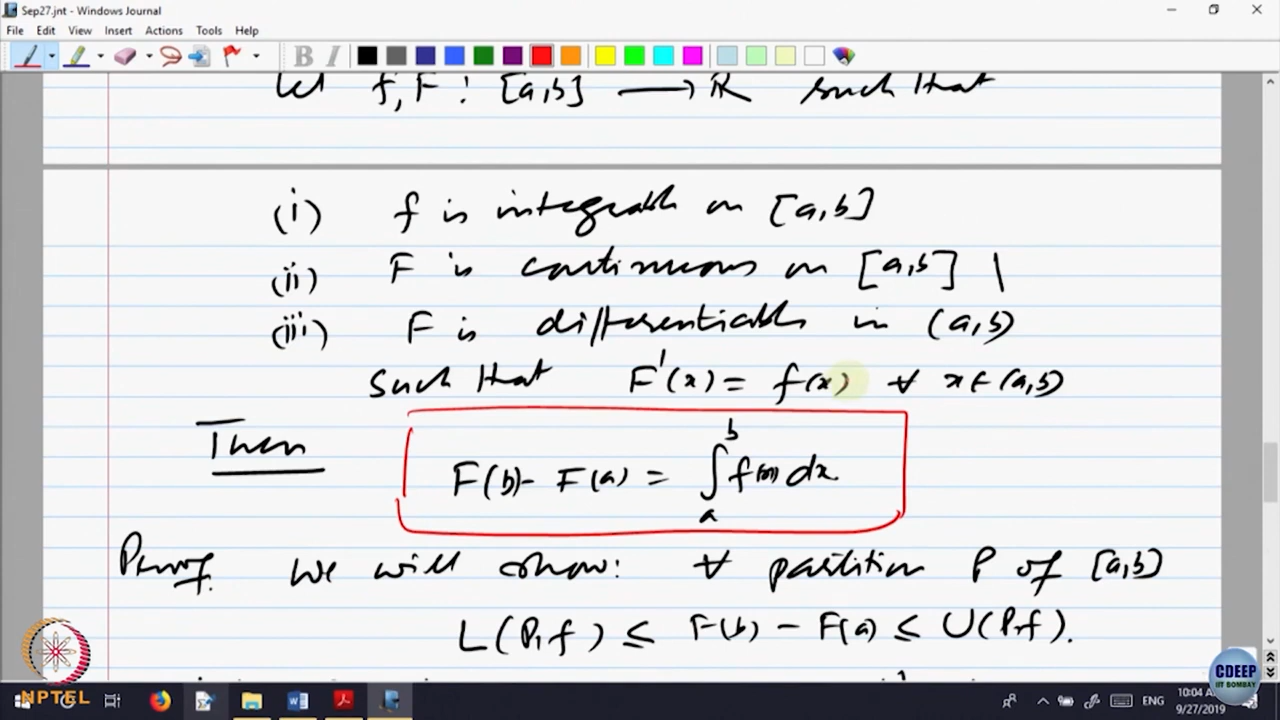 Sep27.jnt - Windows Journal
File Edit View Insert Actions Tools Help
Let f, F : [a,b] ⟶ ℝ such that
(i) f is integrable on [a,b]
(ii) F is continuous on [a,b]
(iii) F is differentiable in (a,b)
such that F'(x) = f(x) ∀ x ∈ (a,b)
Then
F(b) - F(a) = ∫_a^b f(x) dx
Proof. We will show: ∀ partition P of [a,b]
L(P,f) ≤ F(b) - F(a) ≤ U(P,f).
NPTEL
CDEEP
IIT BOMBAY
ENG
10:04 A
9/27/2019